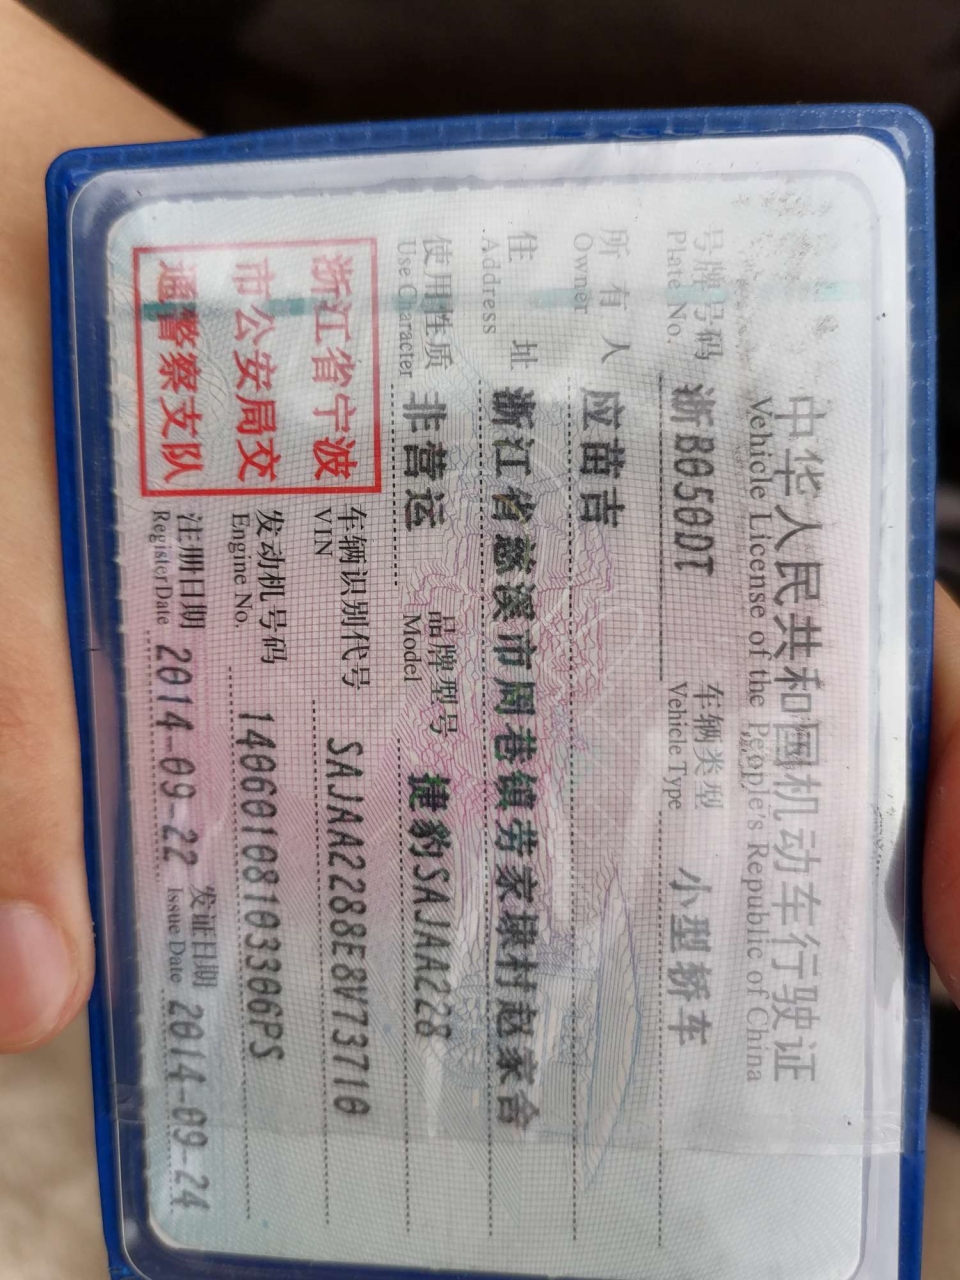 中华人民共和国机动车行驶证
Vehicle License of the People's Republic of China
号牌号码 浙B050DT 车辆类型 小型轿车
Plate No. Vehicle Type
所有人 应苗吉
Owner
住址 浙江省慈溪市周巷镇劳家埭村赵家舍
Address
使用性质 非营运 品牌型号 捷豹SAJAA228
Use Character Model
浙江省宁波
市公安局交
通警察支队
车辆识别代号 SAJAA2288E8V73710
VIN
发动机号码 14060108103306PS
Engine No.
注册日期 2014-09-22 发证日期 2014-09-24
Register Date Issue Date